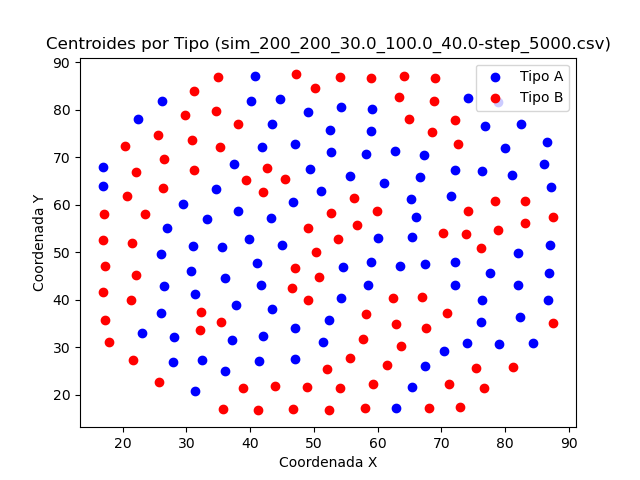 Centroides por Tipo (sim_200_200_30.0_100.0_40.0-step_5000.csv)
90
80
70
60
50
40
30
20
Coordenada Y
20 30 40 50 60 70 80 90
Coordenada X
Tipo A
Tipo B